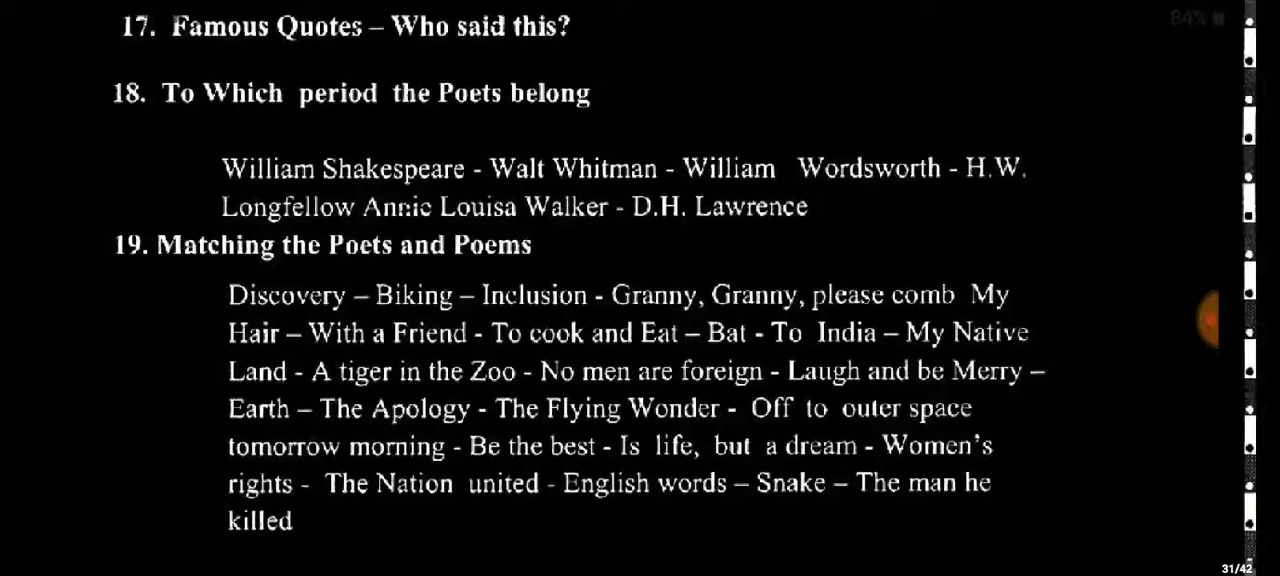 84%
17. Famous Quotes – Who said this?
18. To Which period the Poets belong
William Shakespeare - Walt Whitman - William Wordsworth - H.W.
Longfellow Annie Louisa Walker - D.H. Lawrence
19. Matching the Poets and Poems
Discovery – Biking – Inclusion - Granny, Granny, please comb My
Hair – With a Friend - To cook and Eat – Bat - To India – My Native
Land - A tiger in the Zoo - No men are foreign - Laugh and be Merry –
Earth – The Apology - The Flying Wonder - Off to outer space
tomorrow morning - Be the best - Is life, but a dream - Women's
rights - The Nation united - English words – Snake – The man he
killed
31/42